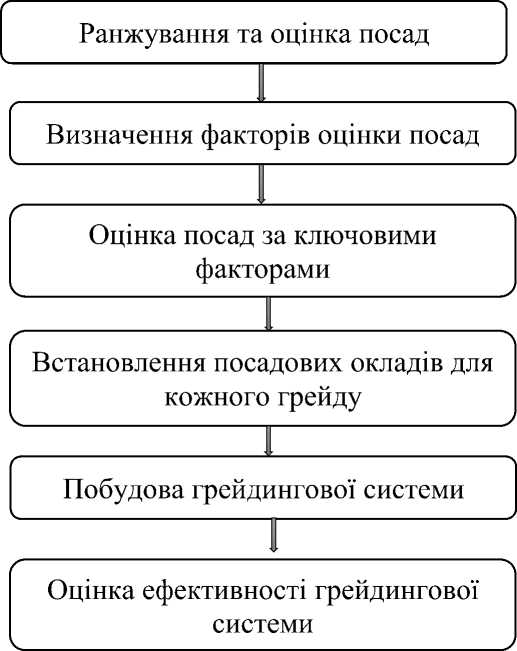 Ранжування та оцінка посад
Визначення факторів оцінки посад
Оцінка посад за ключовими
факторами
Встановлення посадових окладів для
кожного грейду
Побудова грейдингової системи
Оцінка ефективності грейдингової
системи